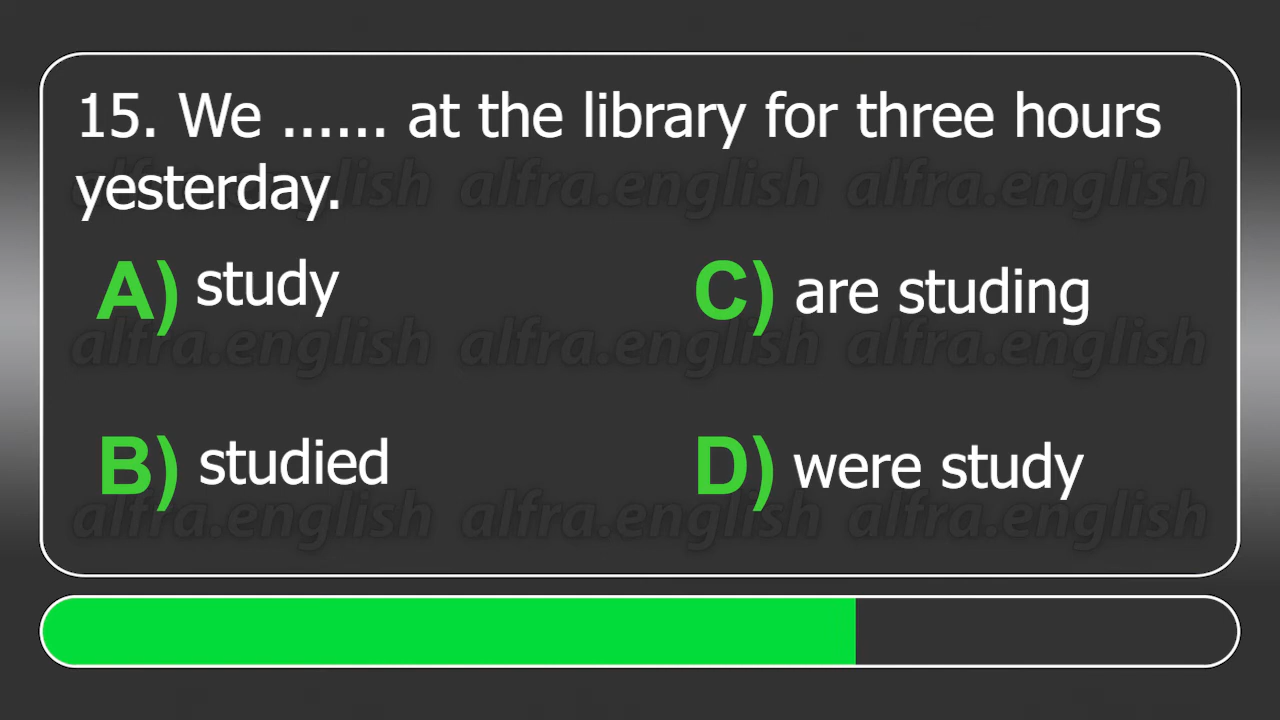 15. We ...... at the library for three hours
yesterday.
alfra.english alfra.english alfra.english
A) study
C) are studing
alfra.english alfra.english alfra.english
B) studied
D) were study
alfra.english alfra.english alfra.english